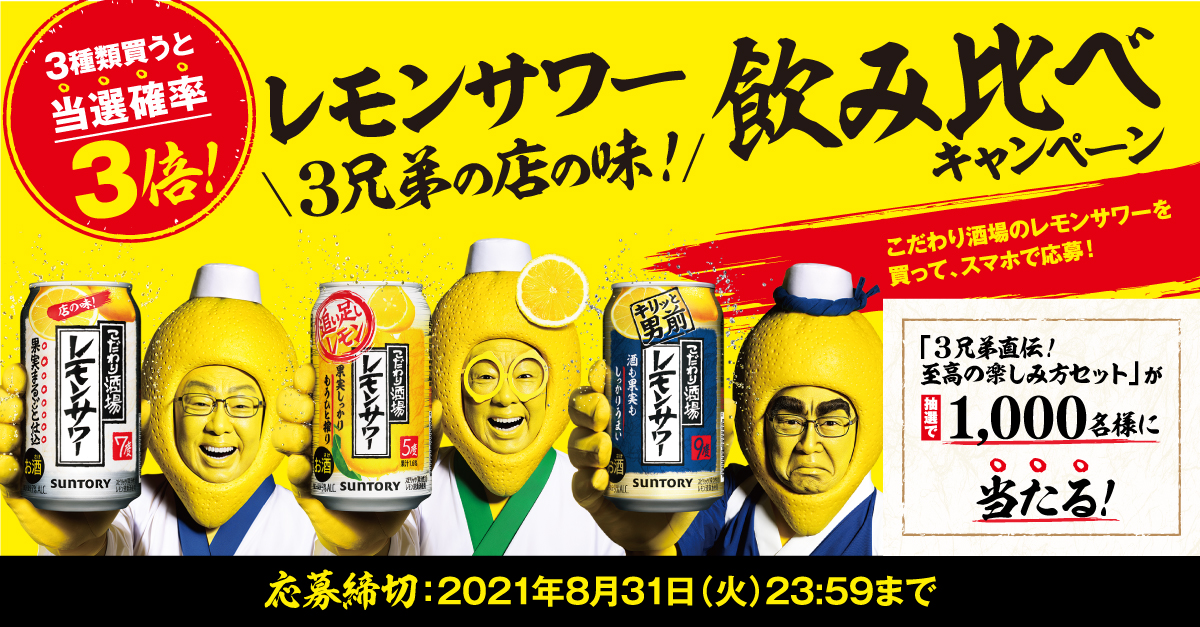 3種類買うと
当選確率
3倍!
レモンサワー
飲み比べ
キャンペーン
\3兄弟の店の味!/
こだわり酒場のレモンサワーを
買って、スマホで応募!
「3兄弟直伝!
至高の楽しみ方セット」が
抽選で
1,000名様に
当たる!
店の味!
こだわり酒場
レモンサワー
果実まるごと仕込
7度
お酒
SUNTORY
追い足し
レモン
こだわり酒場
レモンサワー
果実しっかり
もうひと搾り
5度
お酒
SUNTORY
キリッと
男前
こだわり酒場
レモンサワー
酒も果実も
しっかりうまい
9度
お酒
SUNTORY
応募締切:2021年8月31日(火)23:59まで